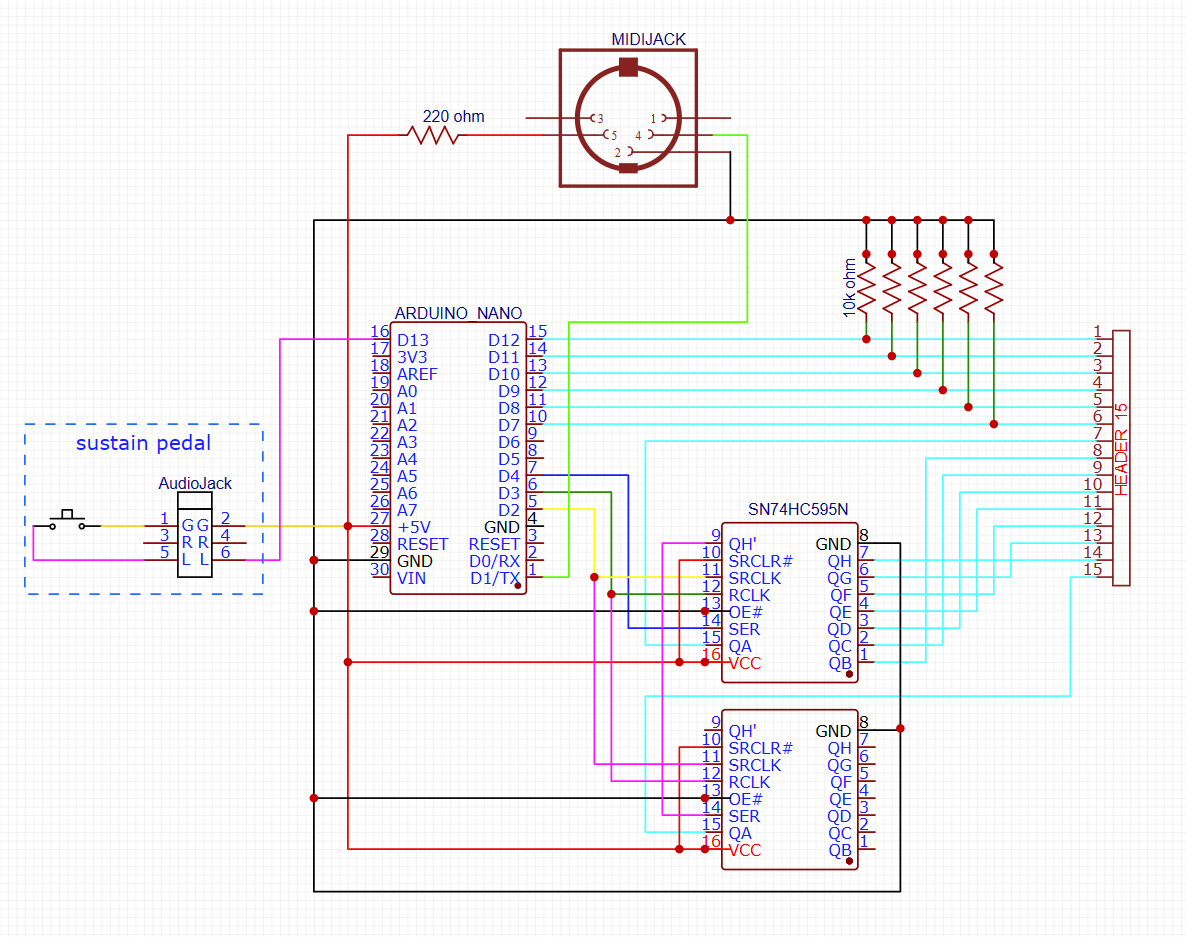 MIDIJACK
220 ohm
3 1
5 4
2
10k ohm
ARDUINO_NANO
16 D13 D12 15
17 3V3 D11 14
18 AREF D10 13
19 A0 D9 12
20 A1 D8 11
21 A2 D7 10
22 A3 D6 9
23 A4 D5 8
24 A5 D4 7
25 A6 D3 6
26 A7 D2 5
27 +5V GND 4
28 RESET RESET 3
29 GND D0/RX 2
30 VIN D1/TX 1
1
2
3
4
5
6
7
8
9
10
11
12
13
14
15
HEADER 15
sustain pedal
AudioJack
1 G G 2
3 R R 4
5 L L 6
SN74HC595N
9 QH' GND 8
10 SRCLR# QH 7
11 SRCLK QG 6
12 RCLK QF 5
13 OE# QE 4
14 SER QD 3
15 QA QC 2
16 VCC QB 1
9 QH' GND 8
10 SRCLR# QH 7
11 SRCLK QG 6
12 RCLK QF 5
13 OE# QE 4
14 SER QD 3
15 QA QC 2
16 VCC QB 1